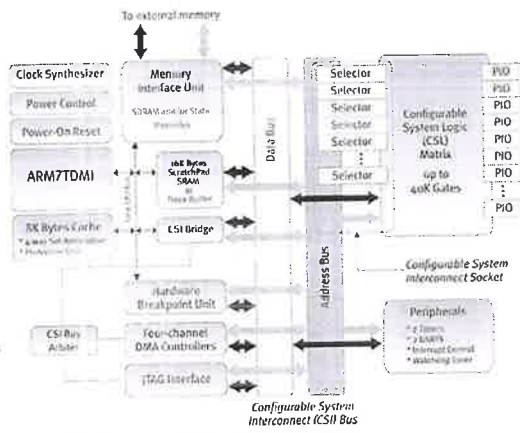 To external memory
Clock Synthesizer
Power Control
Power-On Reset
ARM7TDMI
8K Bytes Cache
Memory
Interface Unit
16K Bytes
ScratchPad
SRAM
or
Trace Buffer
CSI Bridge
Hardware
Breakpoint Unit
CSI Bus
Arbiter
Four-channel
DMA Controllers
JTAG Interface
Data Bus
Address Bus
Selector
Selector
Selector
Selector
Selector
Selector
Configurable
System Logic
(CSL)
Matrix
up to
40K Gates
PIO
PIO
PIO
PIO
PIO
PIO
PIO
PIO
Configurable System
Interconnect Socket
Peripherals
* 2 Timers
* 2 UARTS
* Interrupt Control
* Watchdog Timer
Configurable System
Interconnect (CSI) Bus